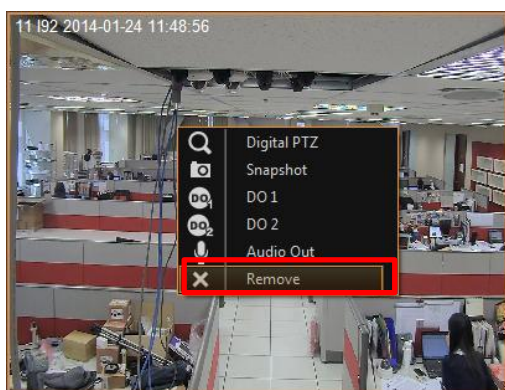 11 I92 2014-01-24 11:48:56
Digital PTZ
Snapshot
DO 1
DO 2
Audio Out
Remove